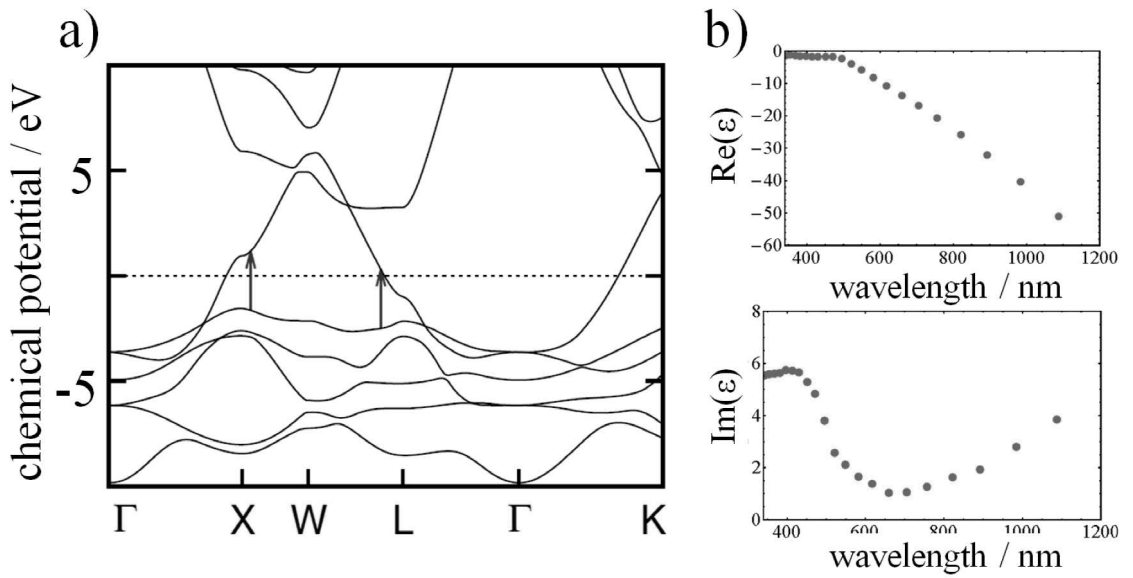 a)
chemical potential / eV
5
-5
Γ X W L Γ K
b)
Re(ε)
0
−10
−20
−30
−40
−50
−60
400 600 800 1000 1200
wavelength / nm
Im(ε)
8
6
4
2
0
400 600 800 1000 1200
wavelength / nm